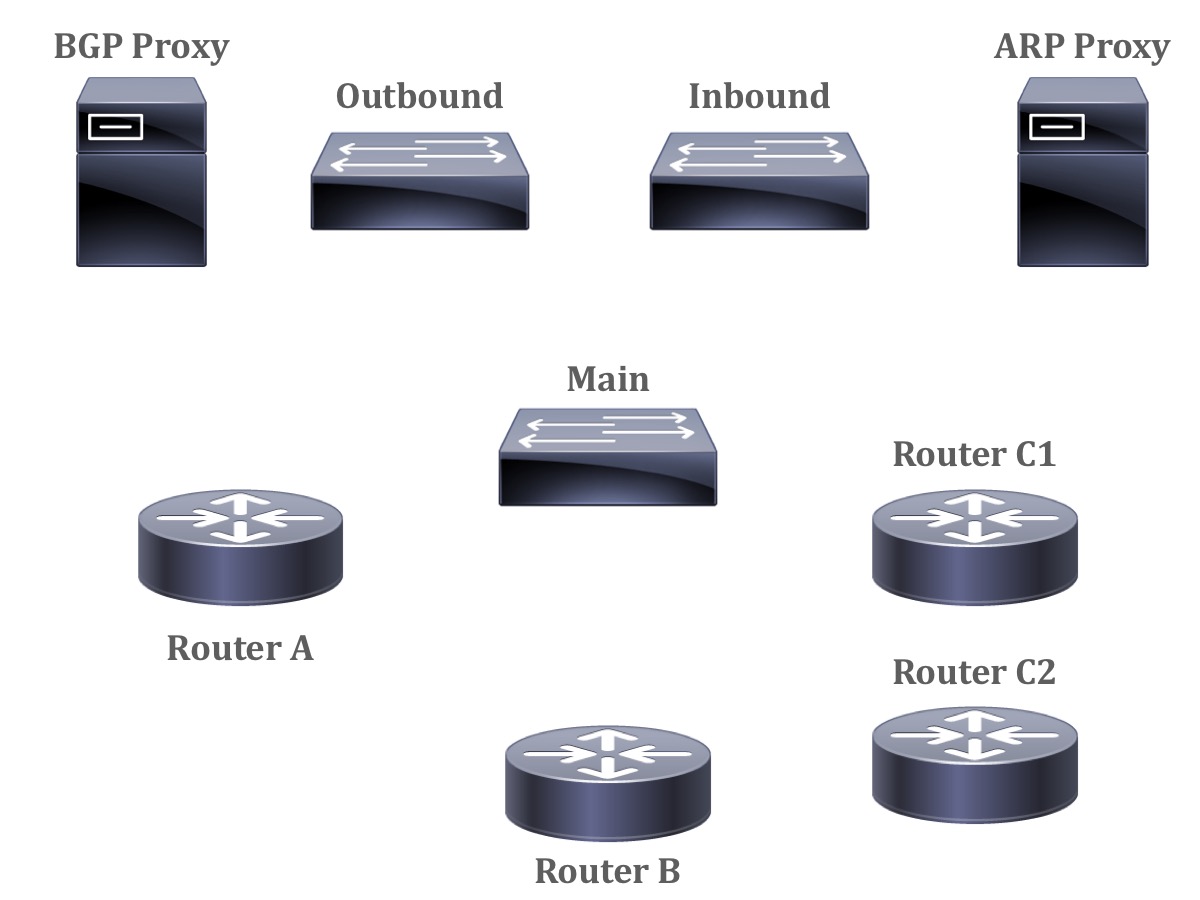 BGP Proxy
ARP Proxy
Outbound
Inbound
Main
Router C1
Router A
Router C2
Router B